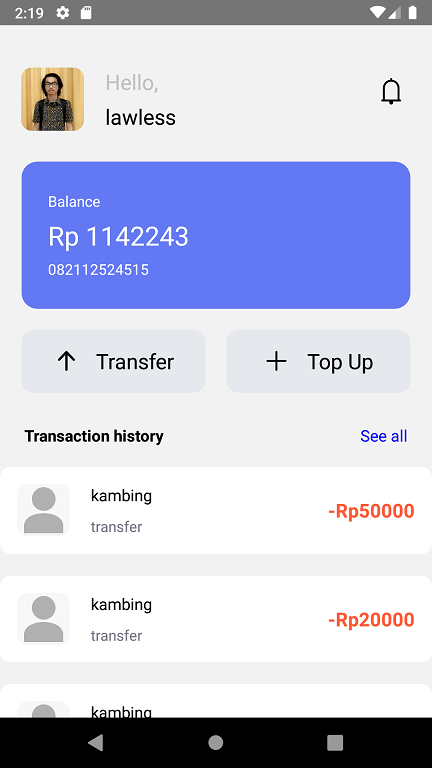 2:19
Hello,
lawless
Balance
Rp 1142243
082112524515
Transfer
Top Up
Transaction history
See all
kambing
transfer
-Rp50000
kambing
transfer
-Rp20000
kambing